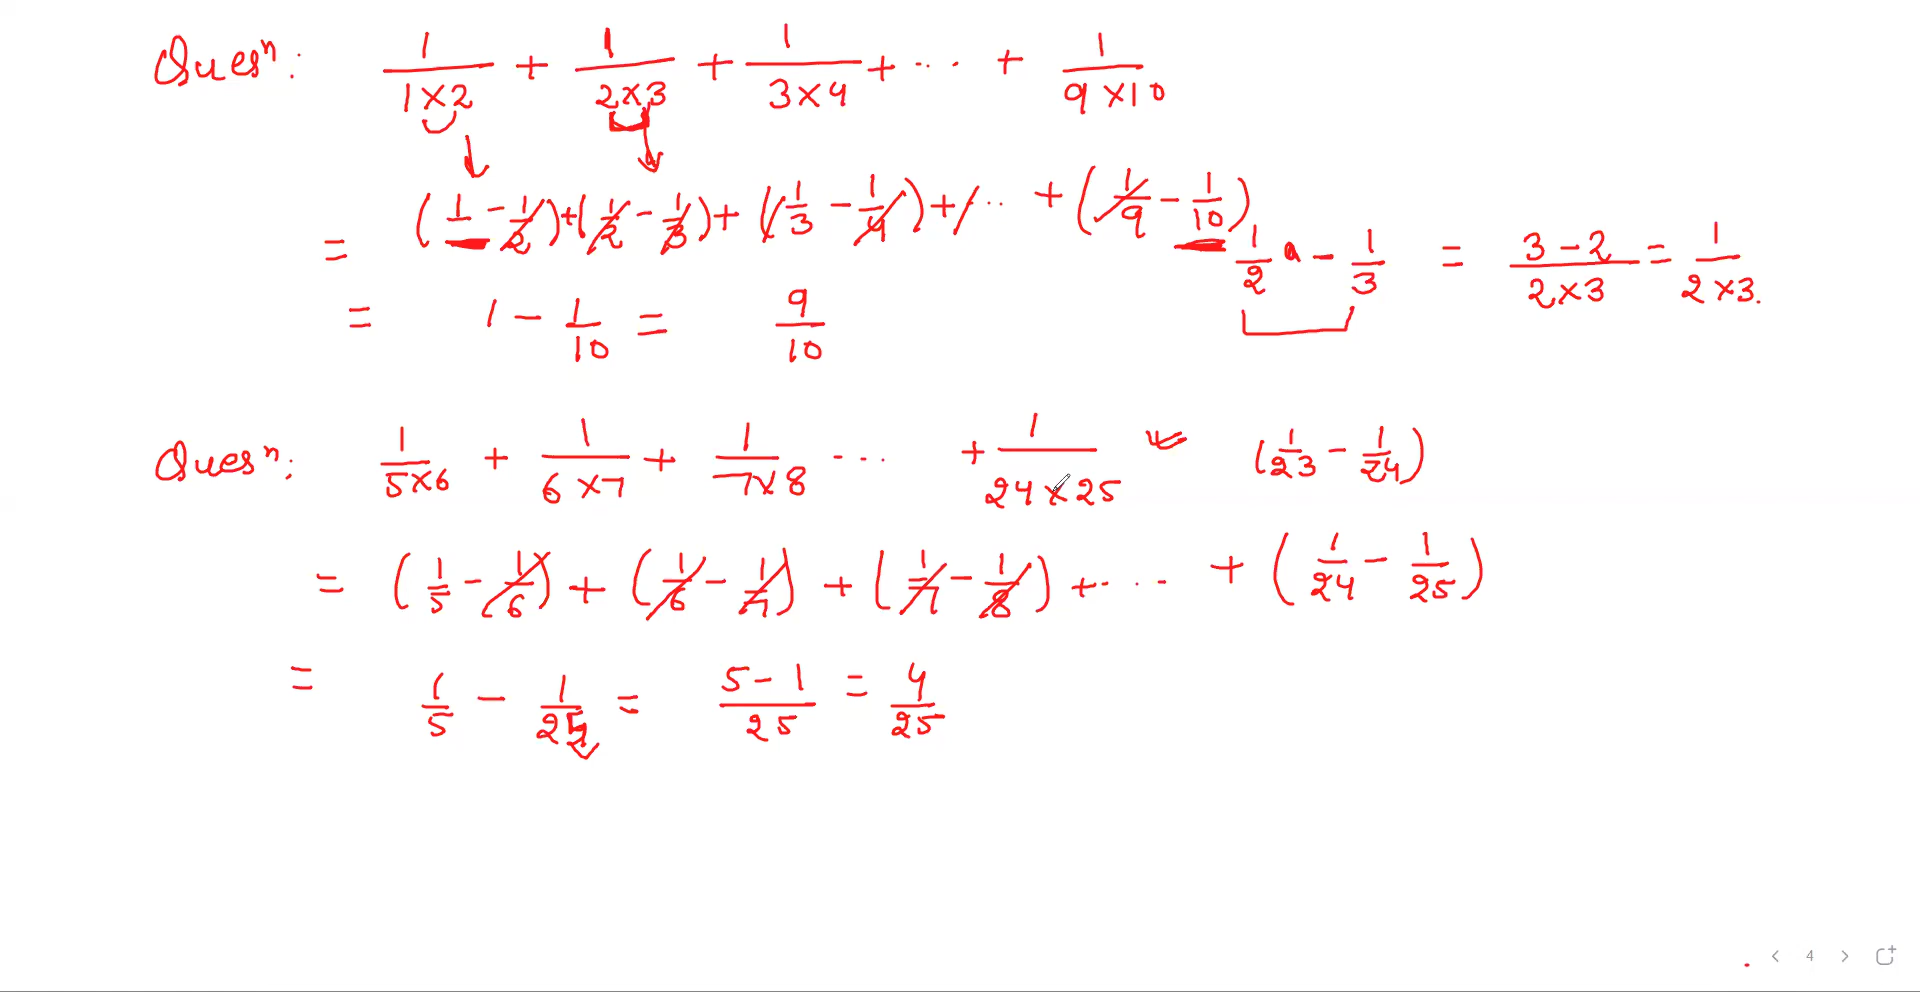 Quesⁿ: 1/(1×2) + 1/(2×3) + 1/(3×4) + ... + 1/(9×10)
= (1/1 - 1/2) + (1/2 - 1/3) + (1/3 - 1/4) + ... + (1/9 - 1/10)
1/2 - 1/3 = (3-2)/(2×3) = 1/(2×3).
= 1 - 1/10 = 9/10
Quesⁿ: 1/(5×6) + 1/(6×7) + 1/(7×8) ... + 1/(24×25) (1/23 - 1/24)
= (1/5 - 1/6) + (1/6 - 1/7) + (1/7 - 1/8) + ... + (1/24 - 1/25)
= 1/5 - 1/25 = (5-1)/25 = 4/25
4